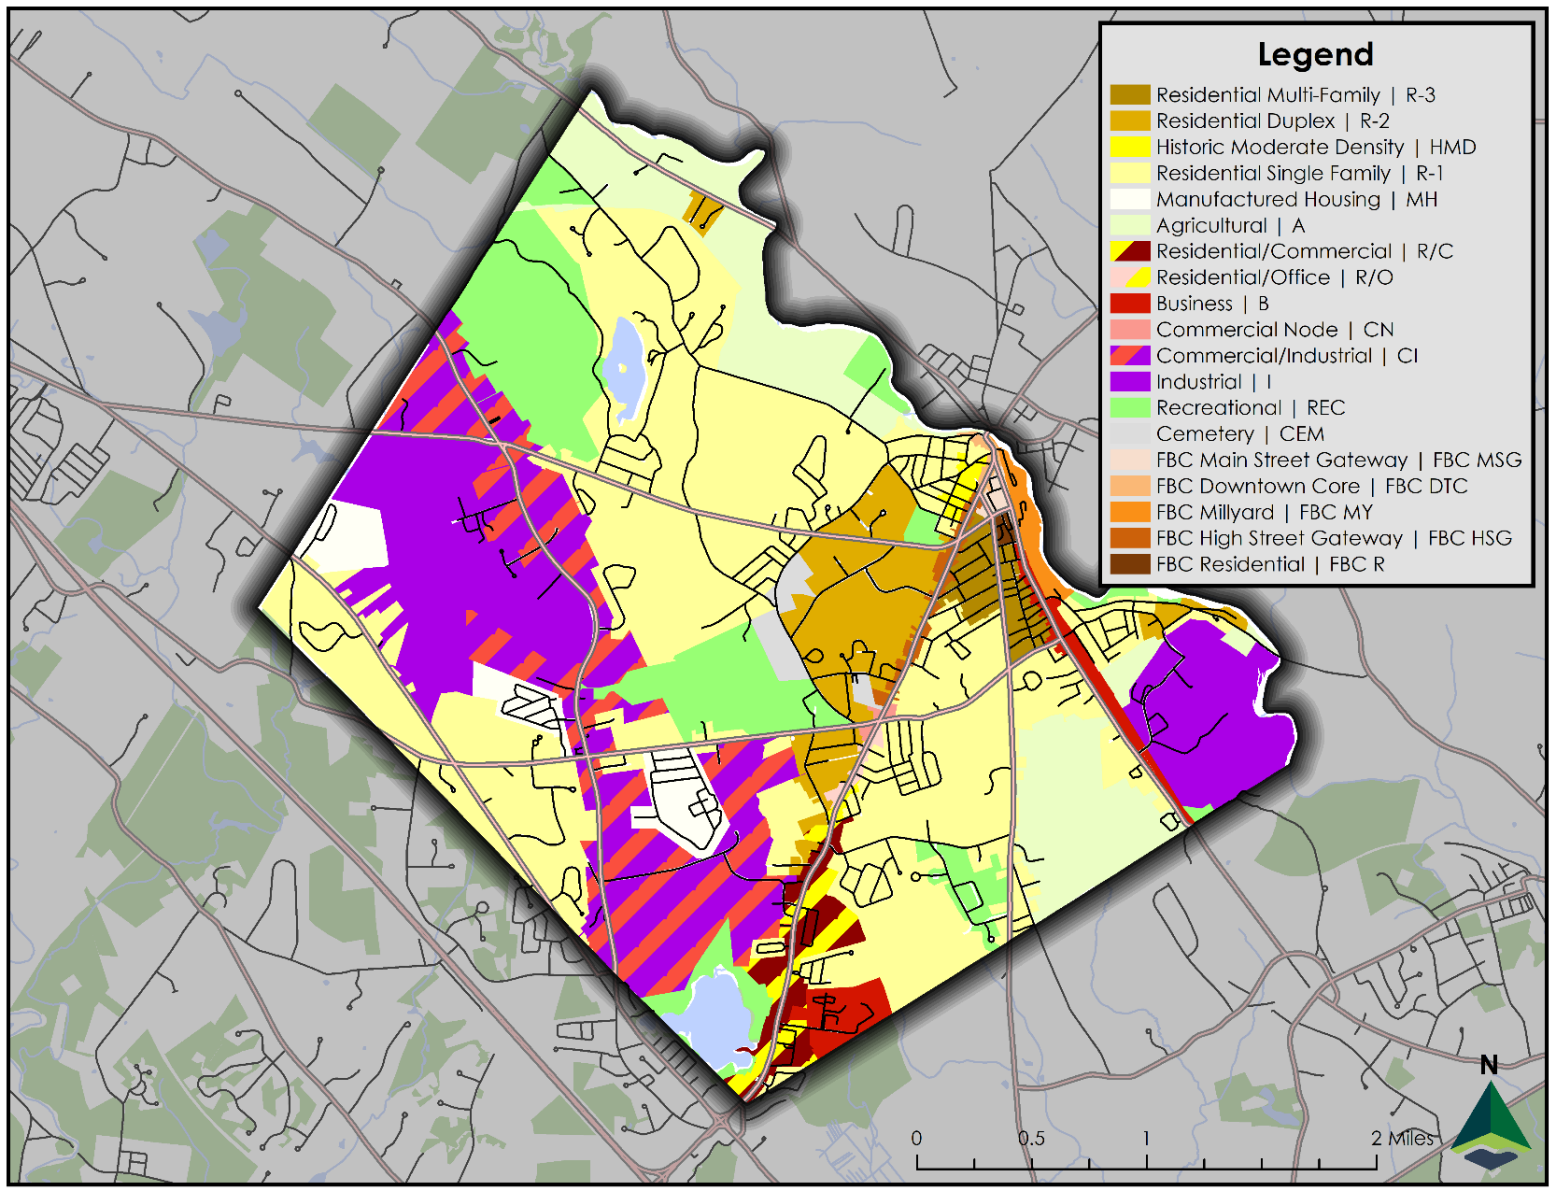 Legend
Residential Multi-Family | R-3
Residential Duplex | R-2
Historic Moderate Density | HMD
Residential Single Family | R-1
Manufactured Housing | MH
Agricultural | A
Residential/Commercial | R/C
Residential/Office | R/O
Business | B
Commercial Node | CN
Commercial/Industrial | CI
Industrial | I
Recreational | REC
Cemetery | CEM
FBC Main Street Gateway | FBC MSG
FBC Downtown Core | FBC DTC
FBC Millyard | FBC MY
FBC High Street Gateway | FBC HSG
FBC Residential | FBC R
N
0 0.5 1 2 Miles